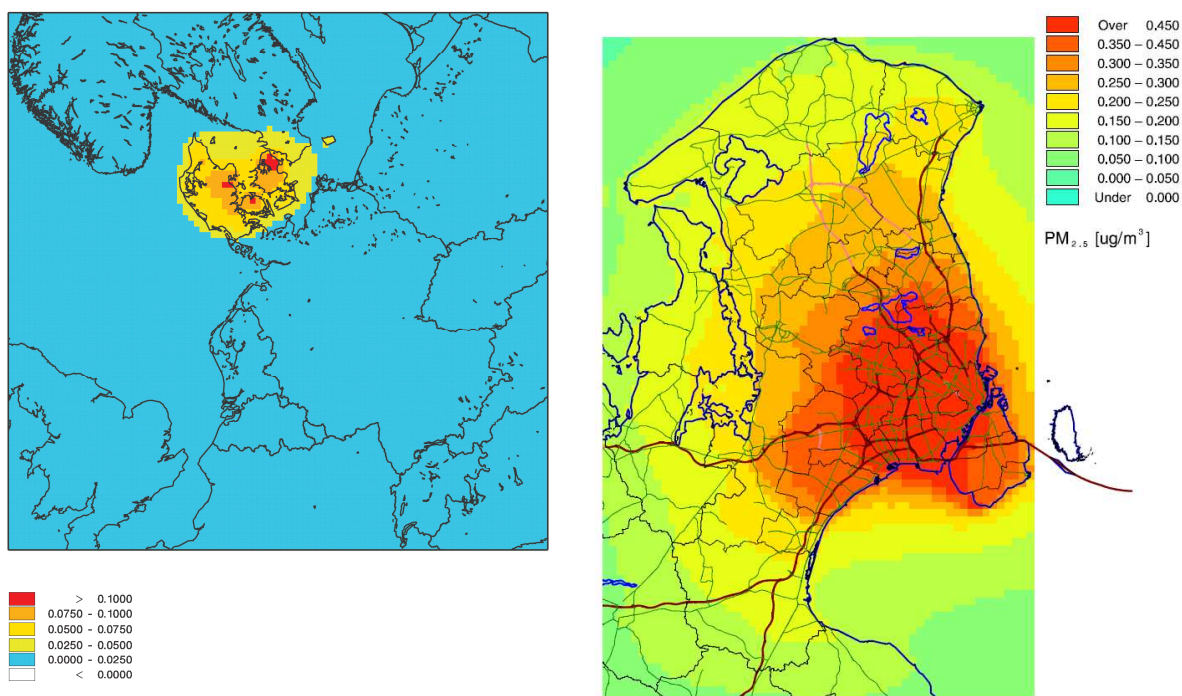 > 0.1000
0.0750 - 0.1000
0.0500 - 0.0750
0.0250 - 0.0500
0.0000 - 0.0250
< 0.0000
Over 0.450
0.350 – 0.450
0.300 – 0.350
0.250 – 0.300
0.200 – 0.250
0.150 – 0.200
0.100 – 0.150
0.050 – 0.100
0.000 – 0.050
Under 0.000
PM2.5 [ug/m³]